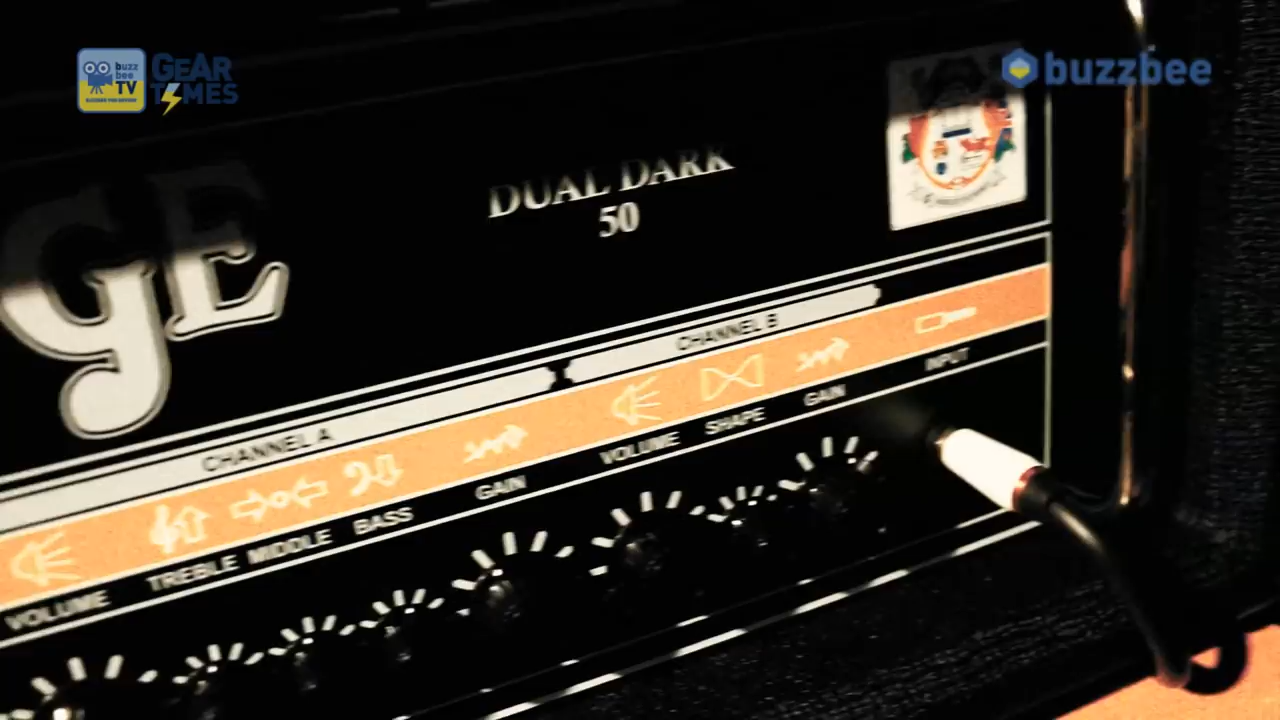 buzz
bee
TV
GEAR
TIMES
buzzbee
GE
DUAL DARK
50
CHANNEL A
CHANNEL B
VOLUME
TREBLE
MIDDLE
BASS
GAIN
VOLUME
SHAPE
GAIN
INPUT